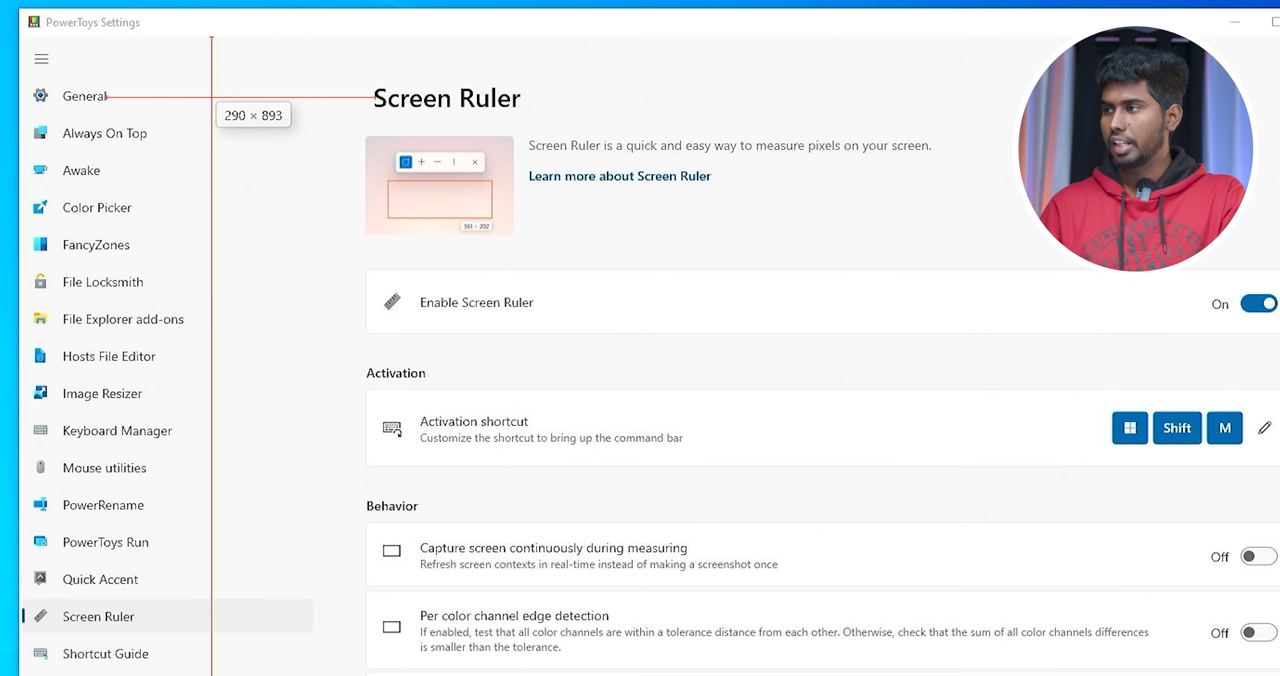 PowerToys Settings
General
Always On Top
Awake
Color Picker
FancyZones
File Locksmith
File Explorer add-ons
Hosts File Editor
Image Resizer
Keyboard Manager
Mouse utilities
PowerRename
PowerToys Run
Quick Accent
Screen Ruler
Shortcut Guide
290 × 893
Screen Ruler
Screen Ruler is a quick and easy way to measure pixels on your screen.
Learn more about Screen Ruler
Enable Screen Ruler
On
Activation
Activation shortcut
Customize the shortcut to bring up the command bar
Shift
M
Behavior
Capture screen continuously during measuring
Refresh screen contexts in real-time instead of making a screenshot once
Off
Per color channel edge detection
If enabled, test that all color channels are within a tolerance distance from each other. Otherwise, check that the sum of all color channels differences
is smaller than the tolerance.
Off